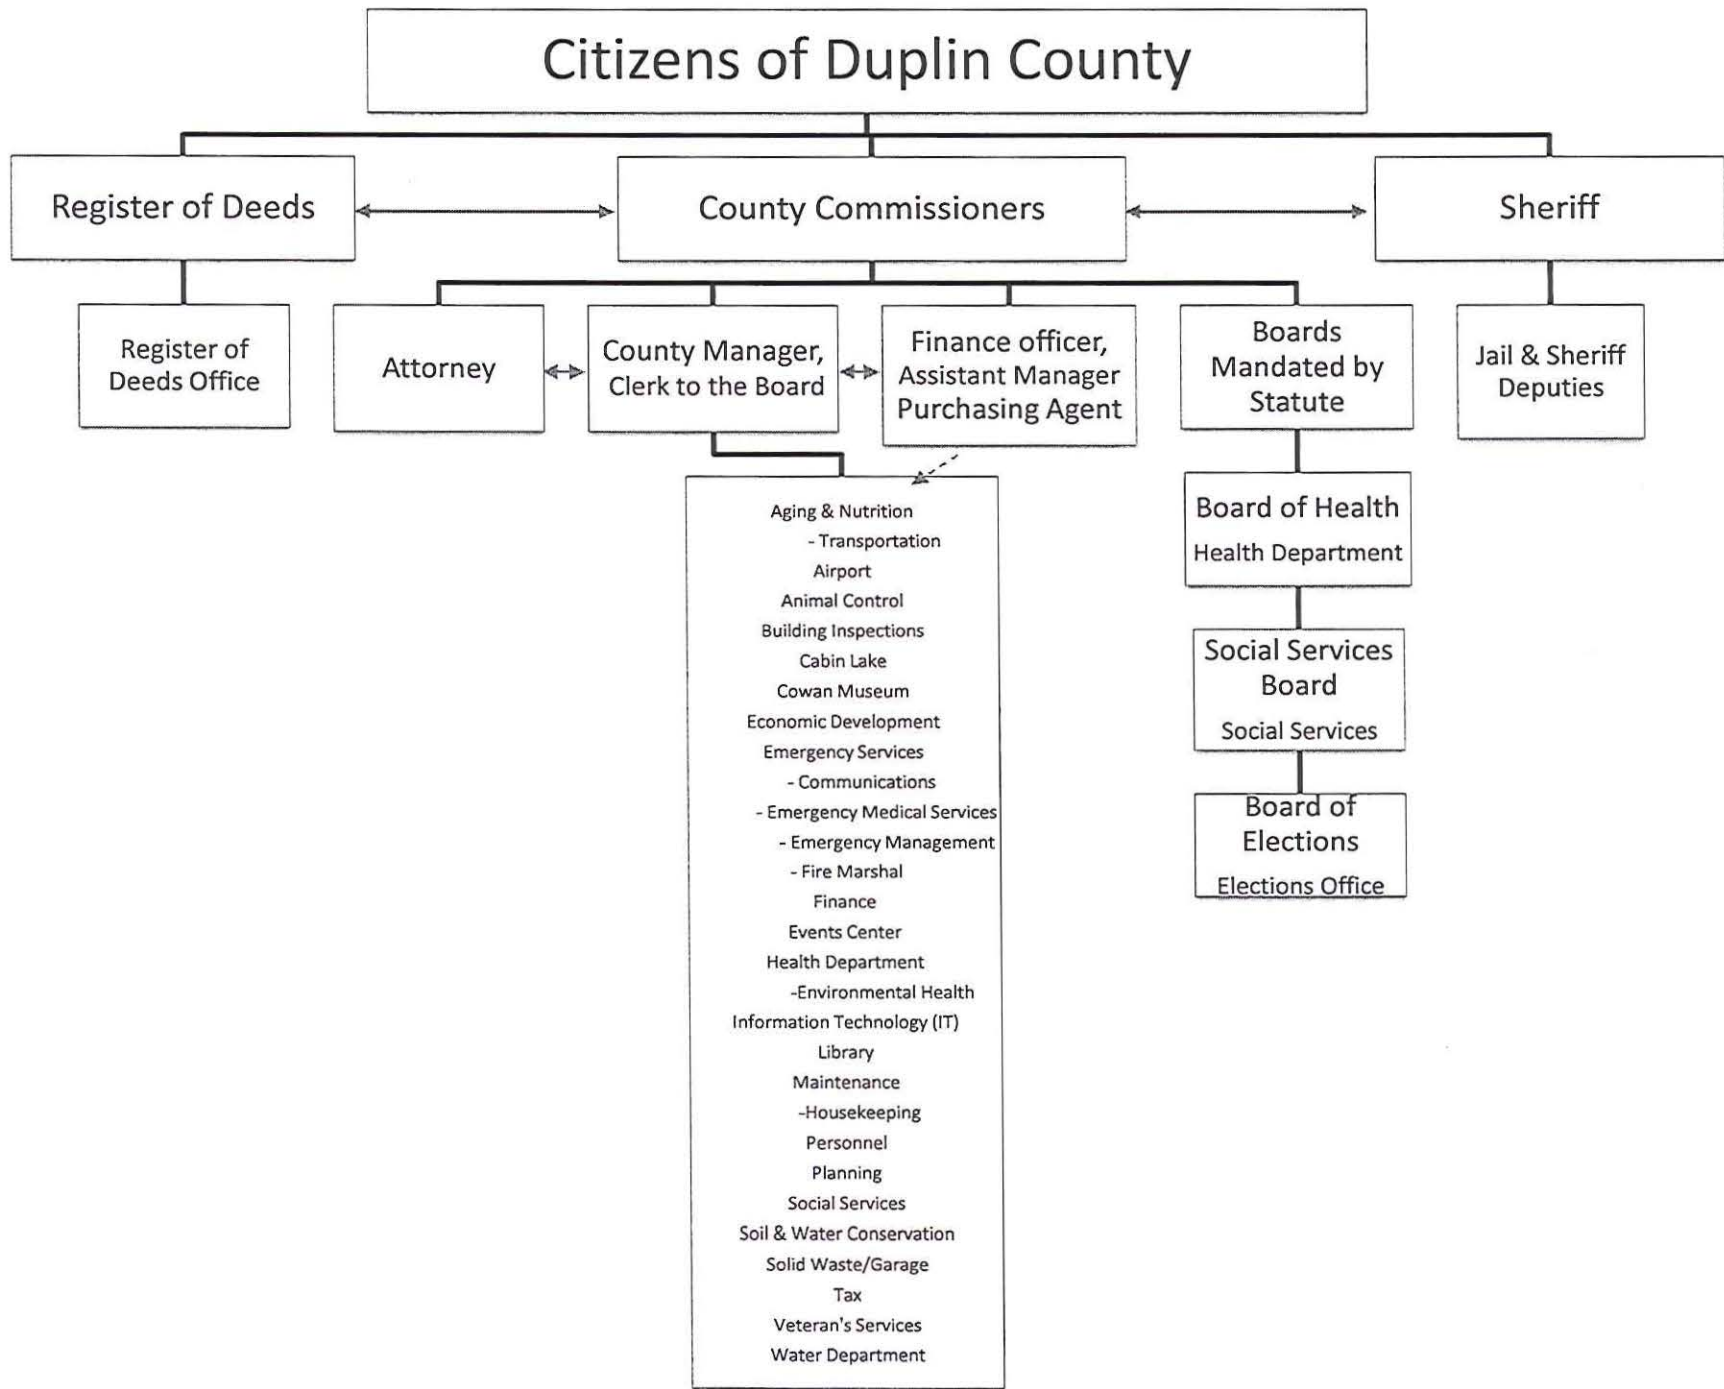 Citizens of Duplin County
Register of Deeds
County Commissioners
Sheriff
Register of
Deeds Office
Attorney
County Manager,
Clerk to the Board
Finance officer,
Assistant Manager
Purchasing Agent
Boards
Mandated by
Statute
Jail & Sheriff
Deputies
Aging & Nutrition
- Transportation
Airport
Animal Control
Building Inspections
Cabin Lake
Cowan Museum
Economic Development
Emergency Services
- Communications
- Emergency Medical Services
- Emergency Management
- Fire Marshal
Finance
Events Center
Health Department
-Environmental Health
Information Technology (IT)
Library
Maintenance
-Housekeeping
Personnel
Planning
Social Services
Soil & Water Conservation
Solid Waste/Garage
Tax
Veteran's Services
Water Department
Board of Health
Health Department
Social Services
Board
Social Services
Board of
Elections
Elections Office